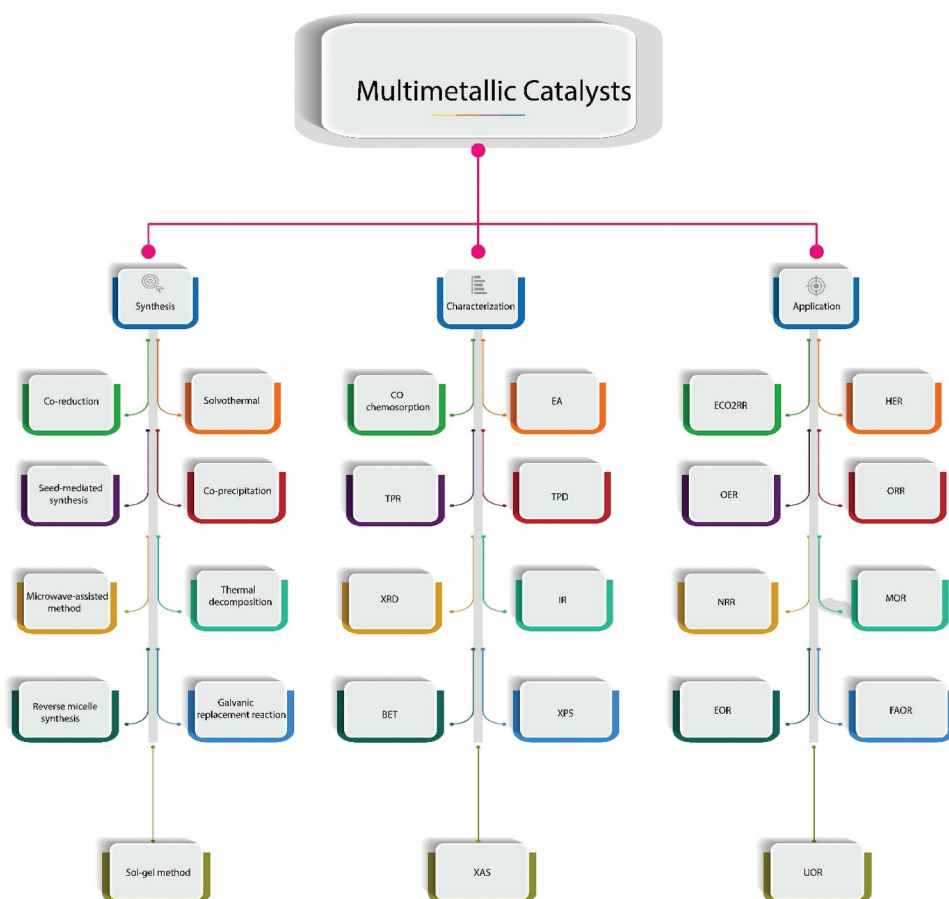 Multimetallic Catalysts
Synthesis
Characterization
Application
Co-reduction
Solvothermal
CO
chemosorption
EA
ECO2RR
HER
Seed-mediated
synthesis
Co-precipitation
TPR
TPD
OER
ORR
Microwave-assisted
method
Thermal
decomposition
XRD
IR
NRR
MOR
Reverse micelle
synthesis
Galvanic
replacement reaction
BET
XPS
EOR
FAOR
Sol-gel method
XAS
UOR